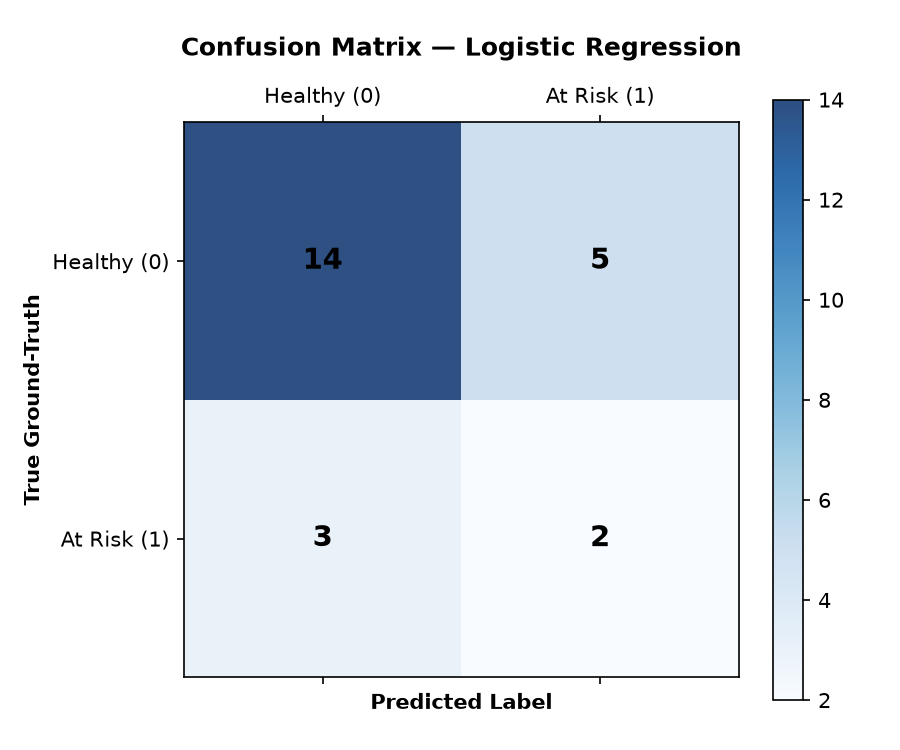 Confusion Matrix — Logistic Regression
Healthy (0) At Risk (1)
14
12
10
8
6
4
2
True Ground-Truth
Healthy (0)
14 5
At Risk (1)
3 2
Predicted Label